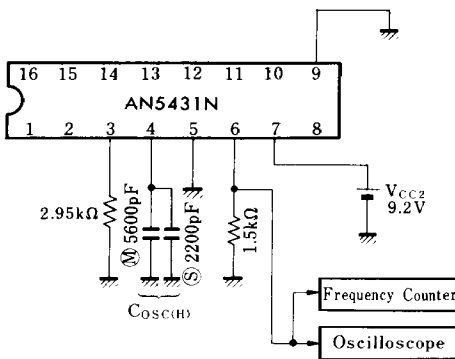 16 15 14 13 12 11 10 9
AN5431N
1 2 3 4 5 6 7 8
2.95kΩ
Ⓜ 5600pF
Ⓢ 2200pF
1.5kΩ
VCC2
9.2V
COSC(H)
Frequency Counter
Oscilloscope